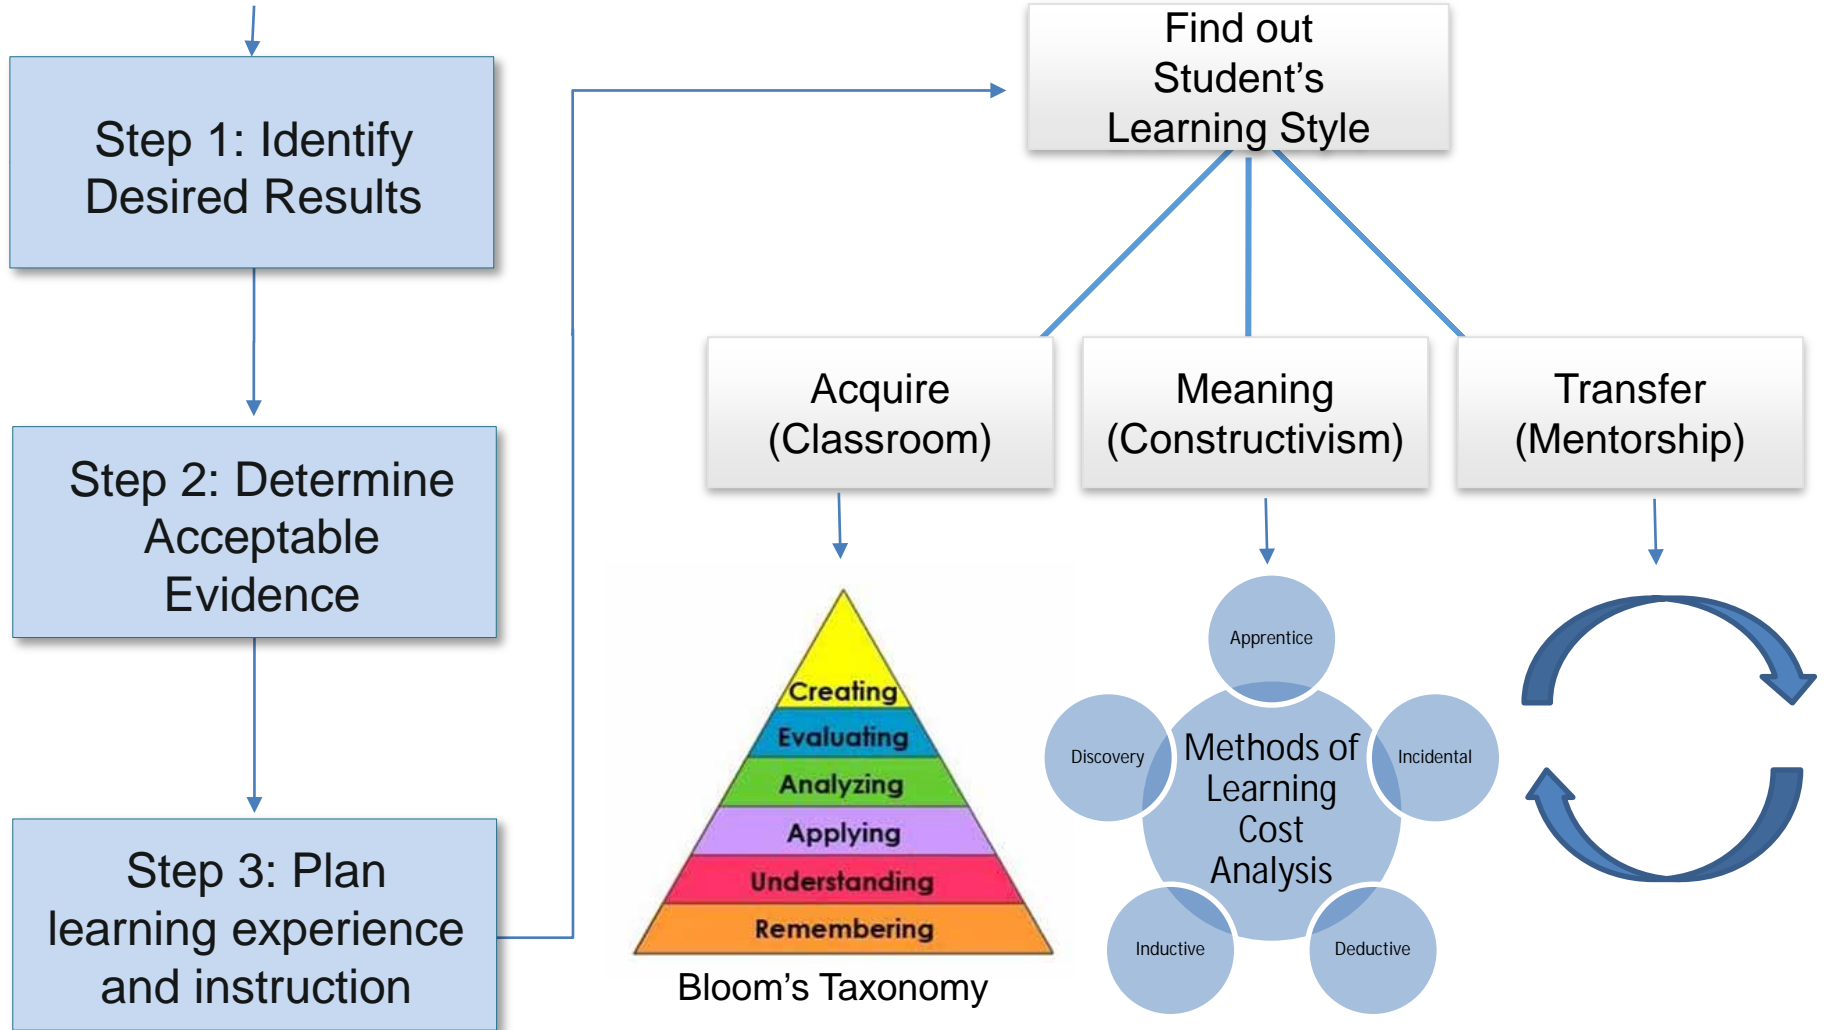 Step 1: Identify
Desired Results
Step 2: Determine
Acceptable
Evidence
Step 3: Plan
learning experience
and instruction
Find out
Student’s
Learning Style
Acquire
(Classroom)
Meaning
(Constructivism)
Transfer
(Mentorship)
Creating
Evaluating
Analyzing
Applying
Understanding
Remembering
Bloom’s Taxonomy
Apprentice
Discovery
Methods of
Learning
Cost
Analysis
Incidental
Inductive
Deductive